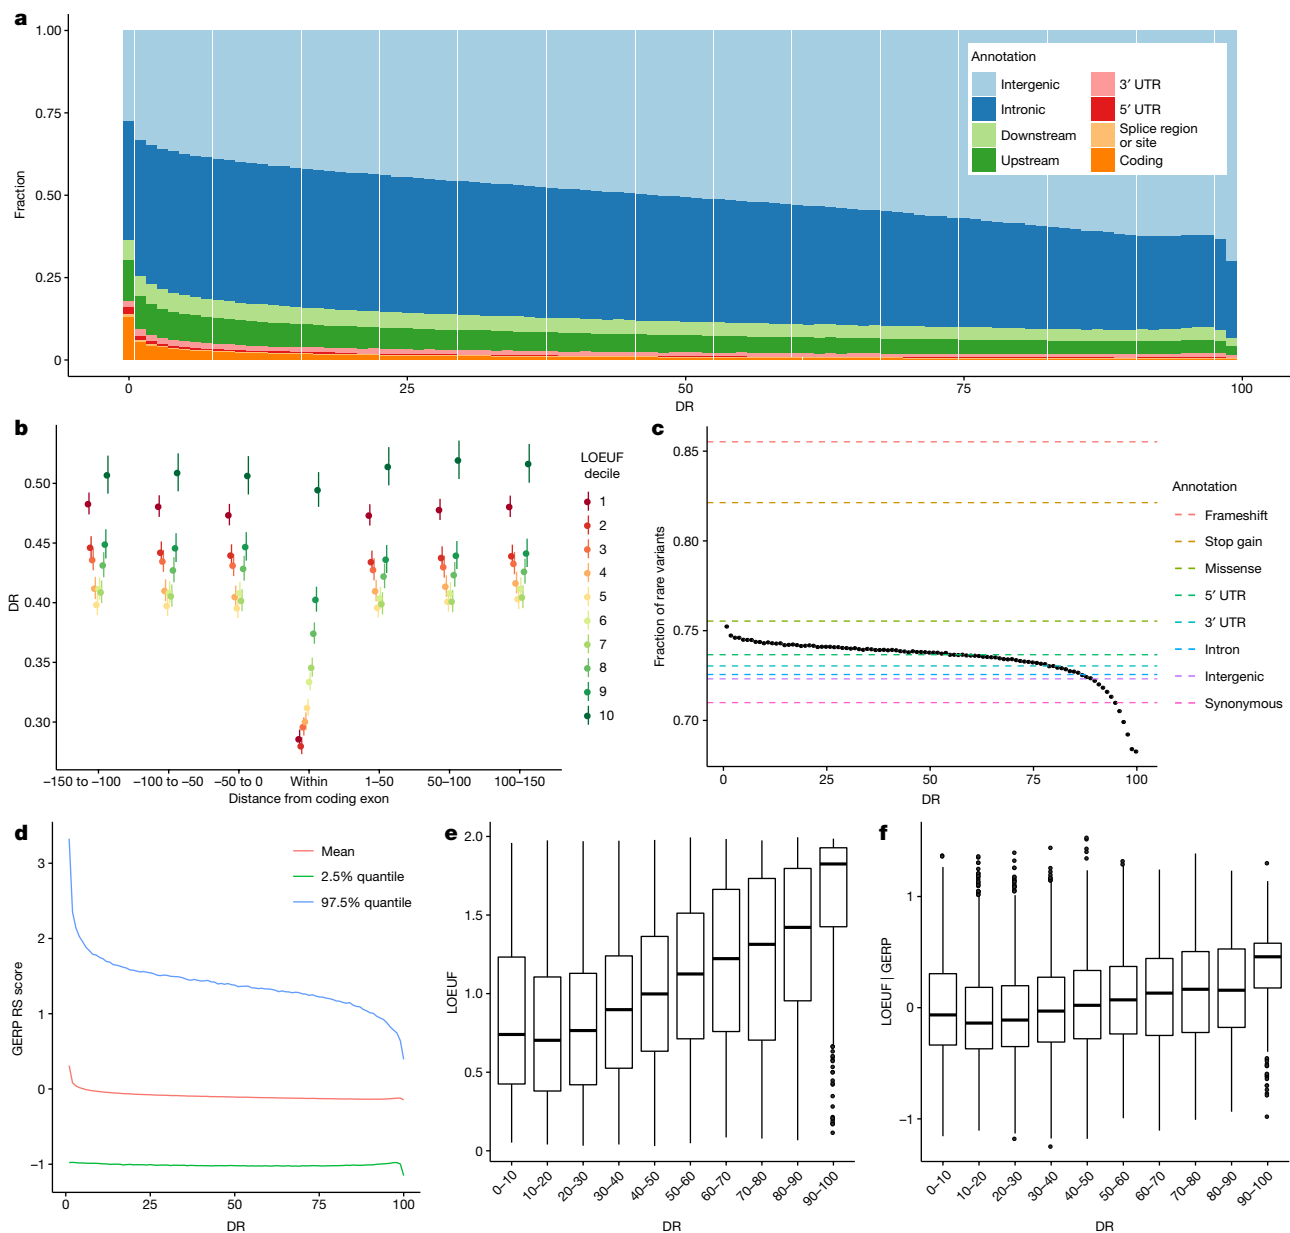 a
1.00
0.75
0.50
0.25
0
Fraction
0
25
50
75
100
DR
Annotation
Intergenic
Intronic
Downstream
Upstream
3′ UTR
5′ UTR
Splice region
or site
Coding
b
0.50
0.45
0.40
0.35
0.30
DR
−150 to −100
−100 to −50
−50 to 0
Within
1–50
50–100
100–150
Distance from coding exon
LOEUF
decile
1
2
3
4
5
6
7
8
9
10
c
0.85
0.80
0.75
0.70
Fraction of rare variants
0
25
50
75
100
DR
Annotation
Frameshift
Stop gain
Missense
5′ UTR
3′ UTR
Intron
Intergenic
Synonymous
d
3
2
1
0
−1
GERP RS score
0
25
50
75
100
DR
Mean
2.5% quantile
97.5% quantile
e
2.0
1.5
1.0
0.5
0
LOEUF
0–10
10–20
20–30
30–40
40–50
50–60
60–70
70–80
80–90
90–100
DR
f
1
0
−1
LOEUF | GERP
0–10
10–20
20–30
30–40
40–50
50–60
60–70
70–80
80–90
90–100
DR